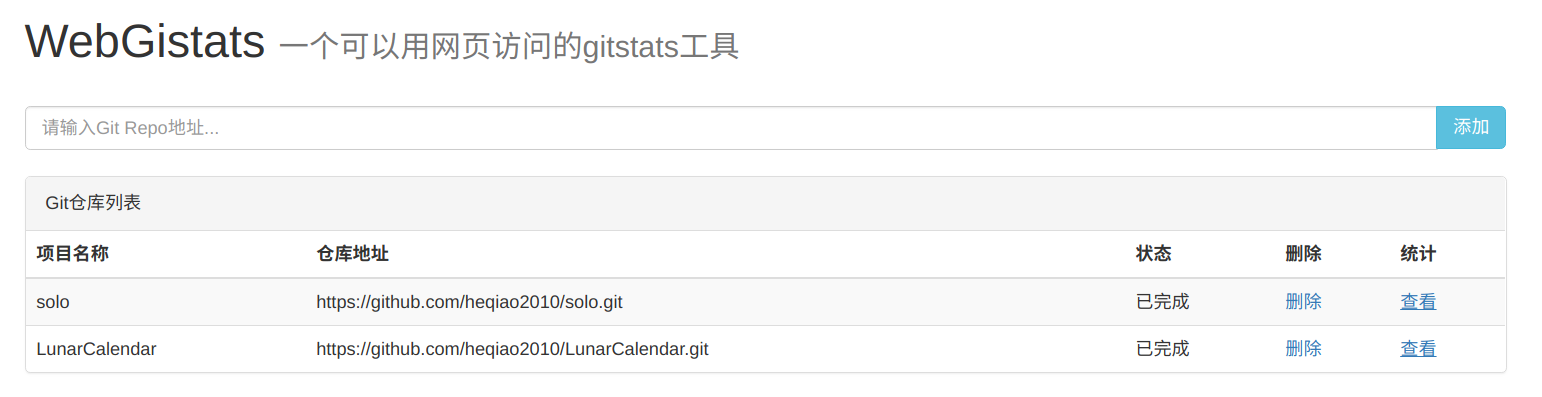 WebGistats 一个可以用网页访问的gitstats工具
请输入Git Repo地址... 添加
Git仓库列表
项目名称 仓库地址 状态 删除 统计
solo https://github.com/heqiao2010/solo.git 已完成 删除 查看
LunarCalendar https://github.com/heqiao2010/LunarCalendar.git 已完成 删除 查看